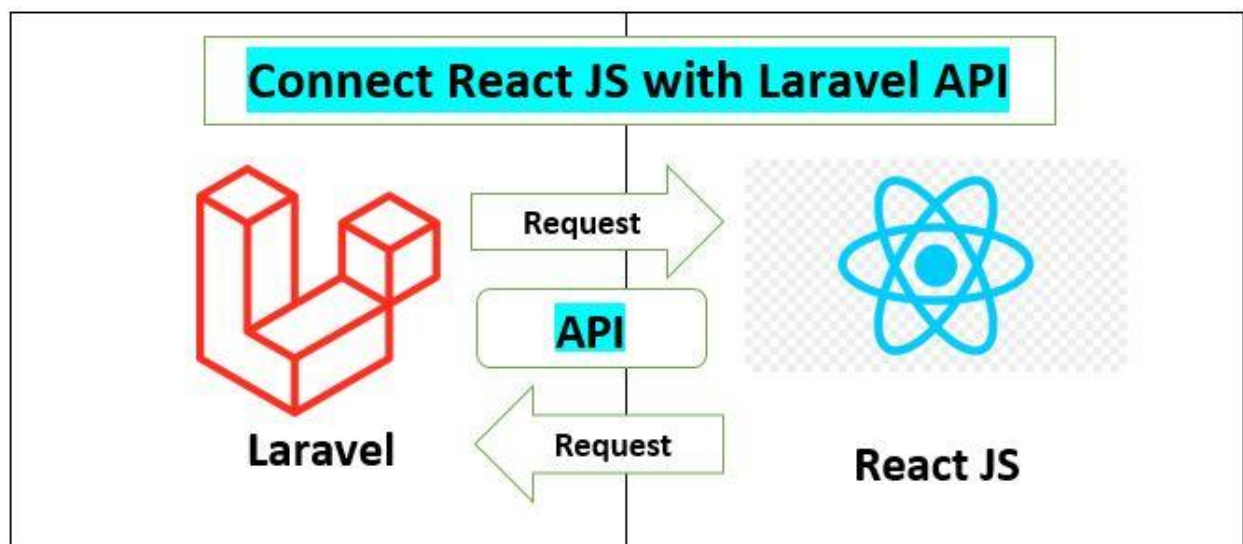 Connect React JS with Laravel API
Request
API
Request
Laravel
React JS